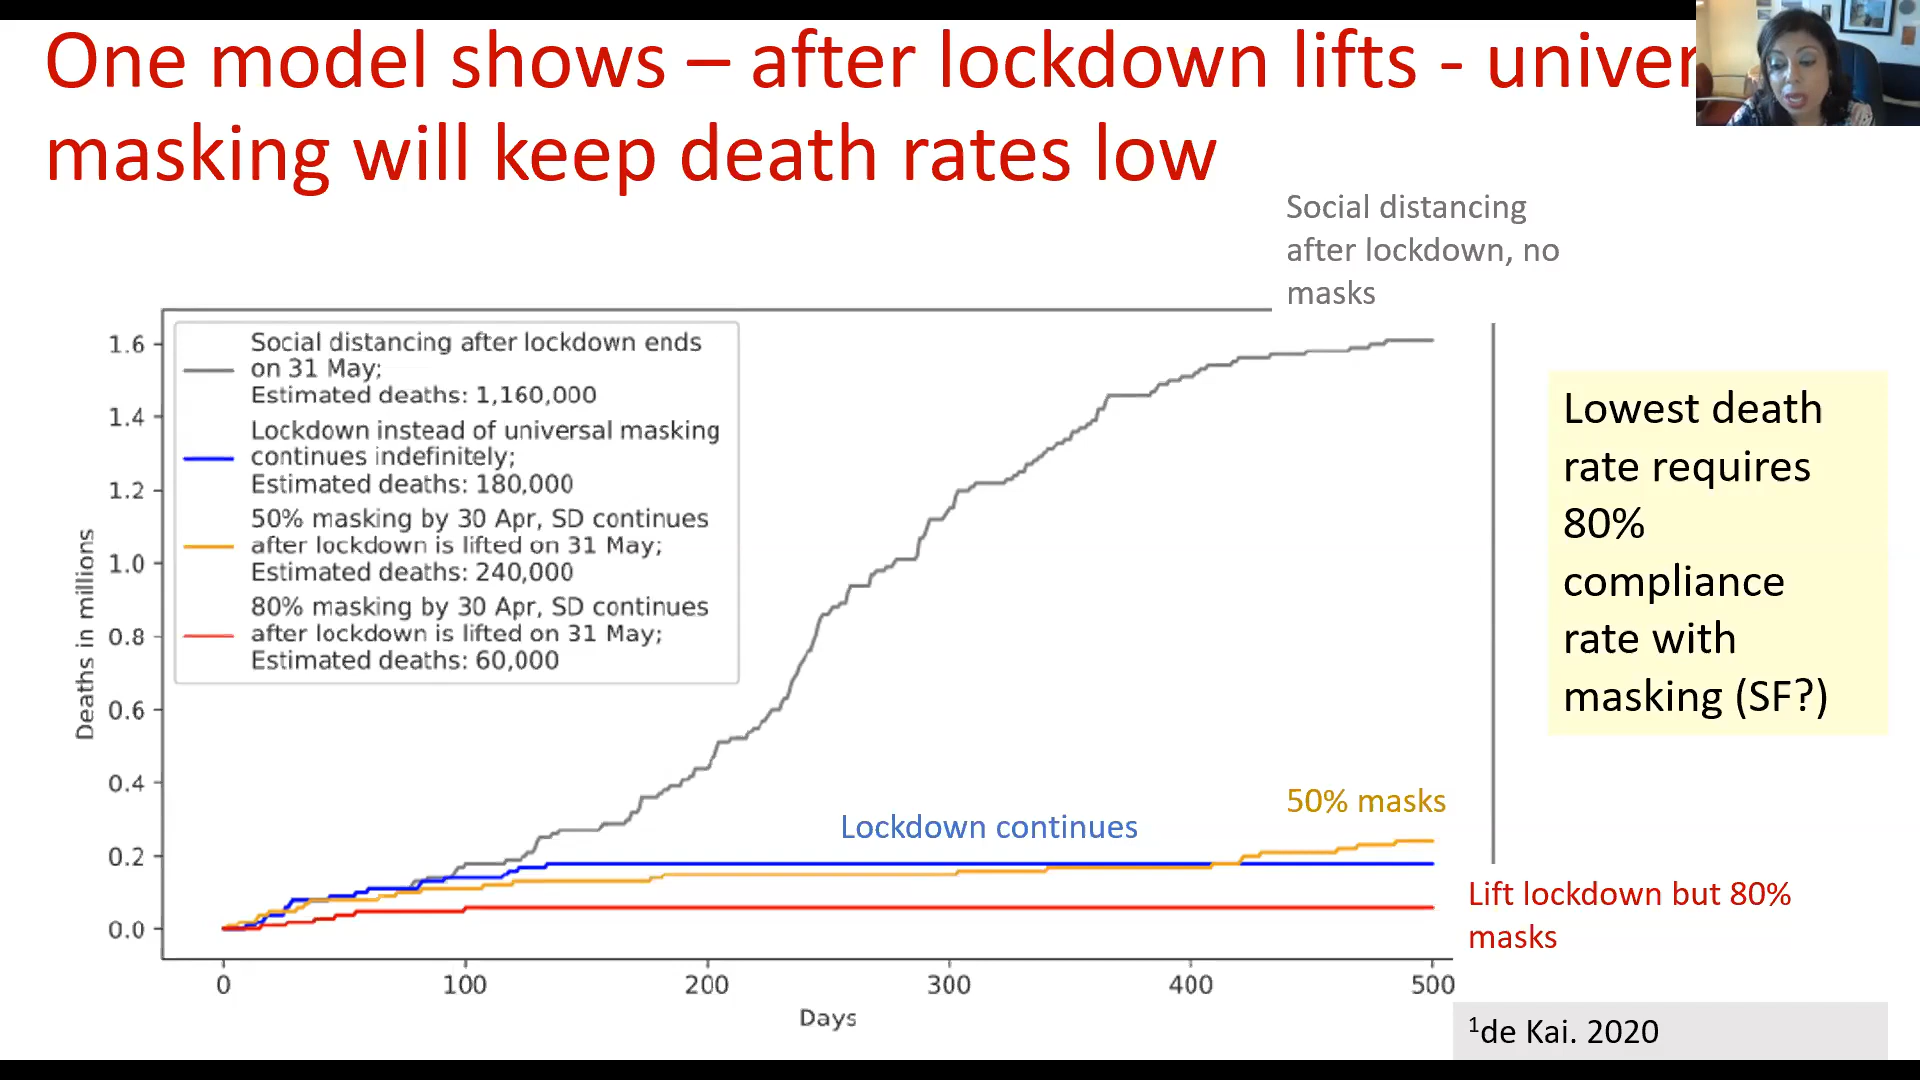 One model shows – after lockdown lifts - univer
masking will keep death rates low
Social distancing
after lockdown, no
masks
Social distancing after lockdown ends
on 31 May;
Estimated deaths: 1,160,000
Lockdown instead of universal masking
continues indefinitely;
Estimated deaths: 180,000
50% masking by 30 Apr, SD continues
after lockdown is lifted on 31 May;
Estimated deaths: 240,000
80% masking by 30 Apr, SD continues
after lockdown is lifted on 31 May;
Estimated deaths: 60,000
1.6
1.4
1.2
1.0
0.8
0.6
0.4
0.2
0.0
Deaths in millions
0 100 200 300 400 500
Days
Lockdown continues
50% masks
Lift lockdown but 80%
masks
Lowest death
rate requires
80%
compliance
rate with
masking (SF?)
¹de Kai. 2020